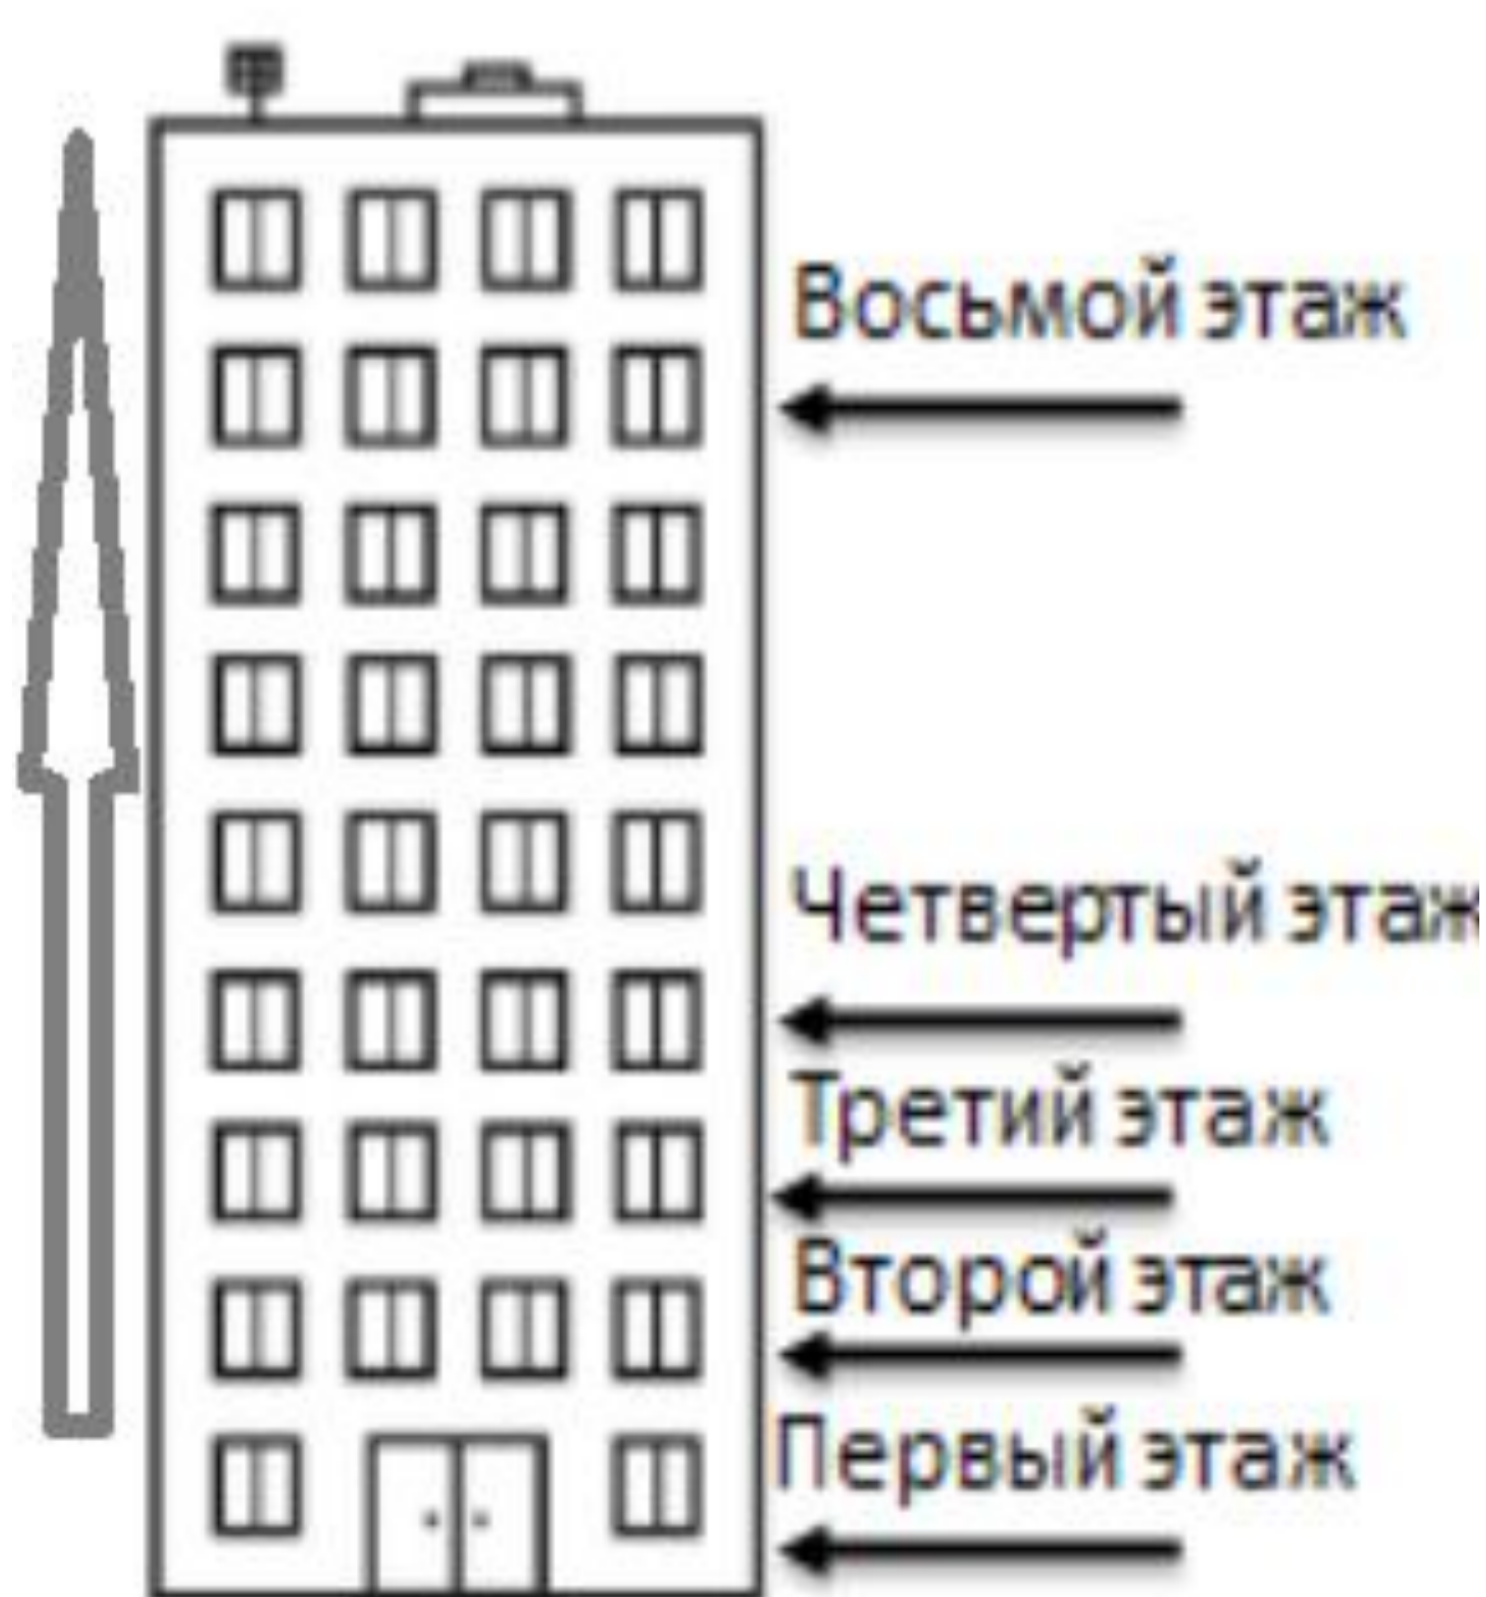 Восьмой этаж
Четвертый этаж
Третий этаж
Второй этаж
Первый этаж